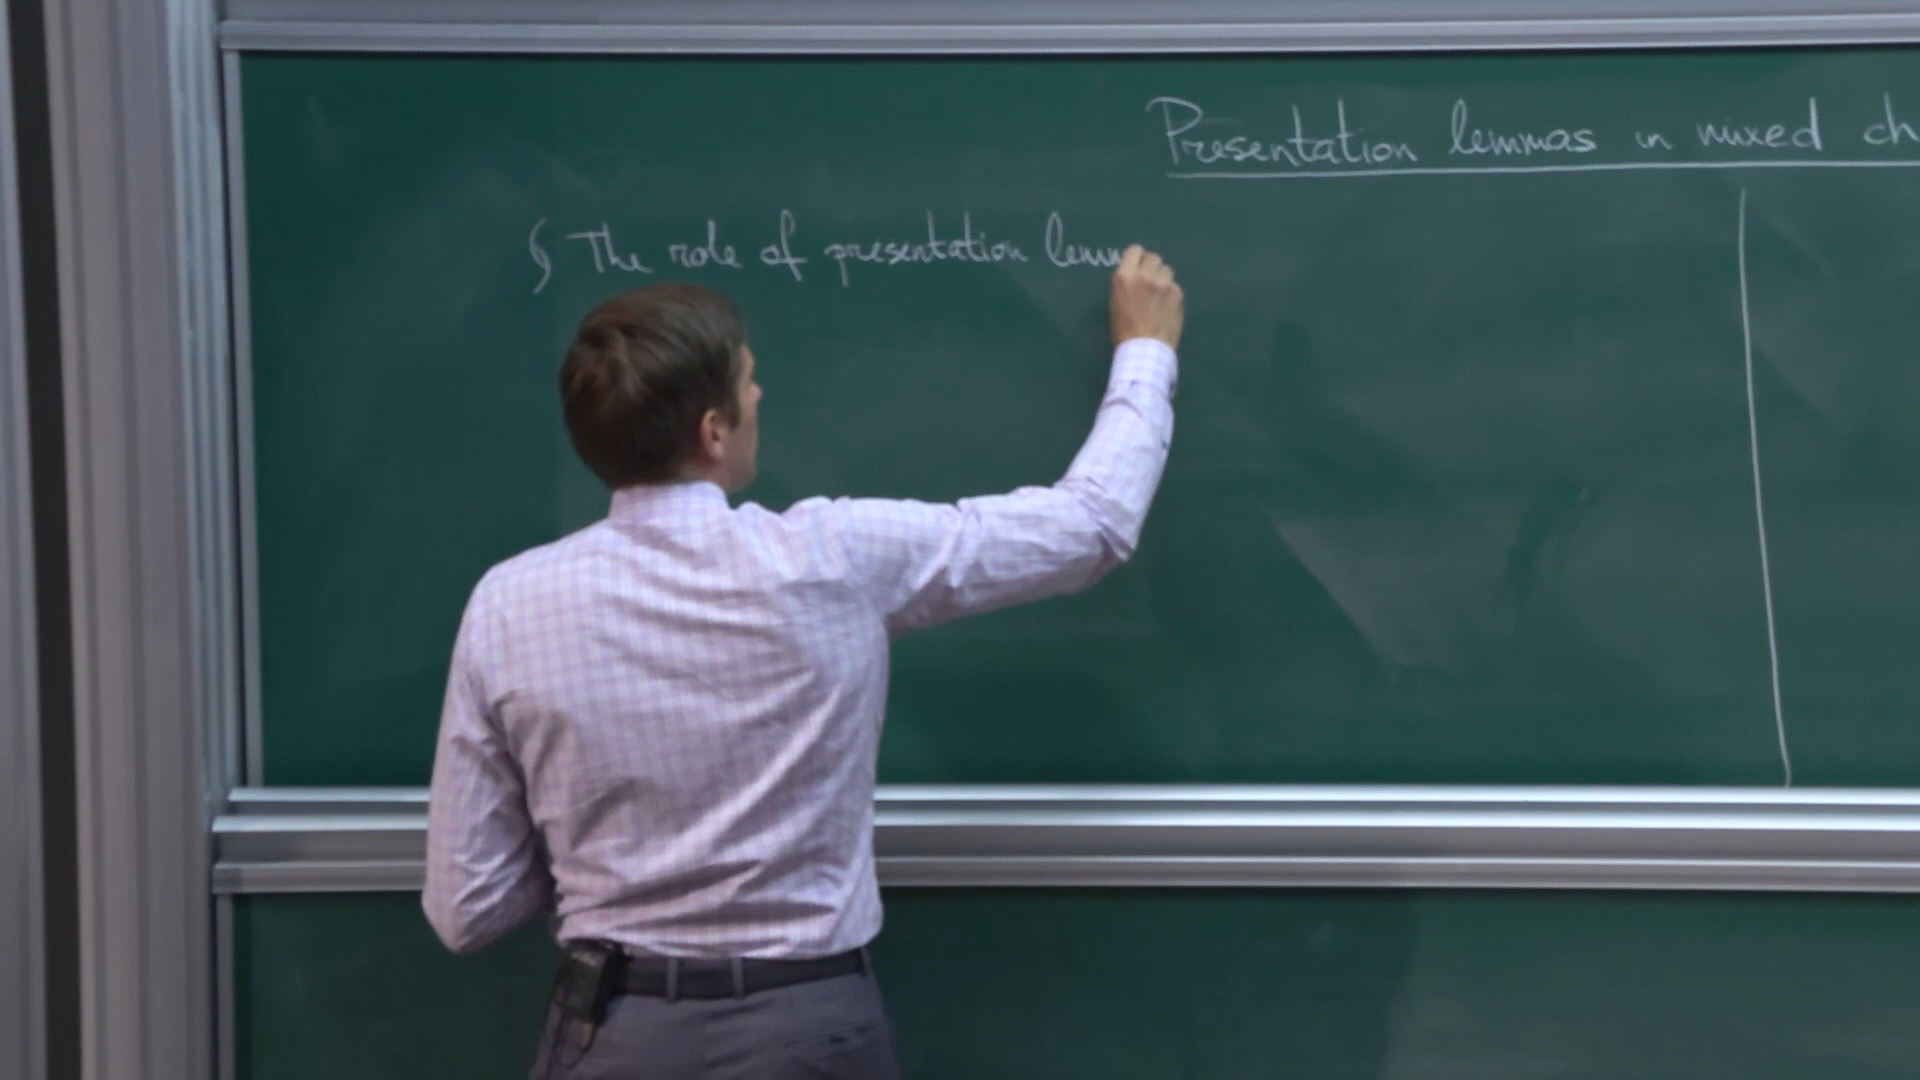 Presentation lemmas in mixed ch
§ The role of presentation lemm